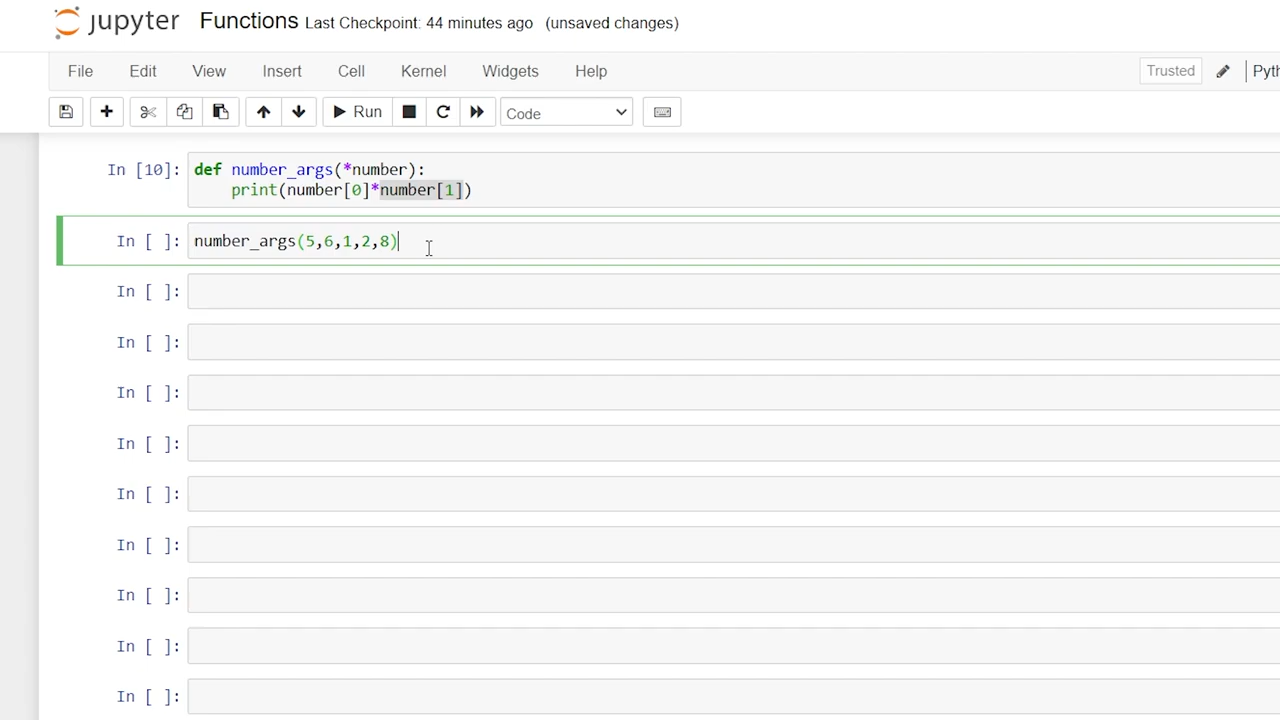 jupyter Functions Last Checkpoint: 44 minutes ago (unsaved changes)
File Edit View Insert Cell Kernel Widgets Help Trusted Pyth
Run Code
In [10]: def number_args(*number):
print(number[0]*number[1])
In [ ]: number_args(5,6,1,2,8)
In [ ]:
In [ ]:
In [ ]:
In [ ]:
In [ ]:
In [ ]:
In [ ]:
In [ ]:
In [ ]: